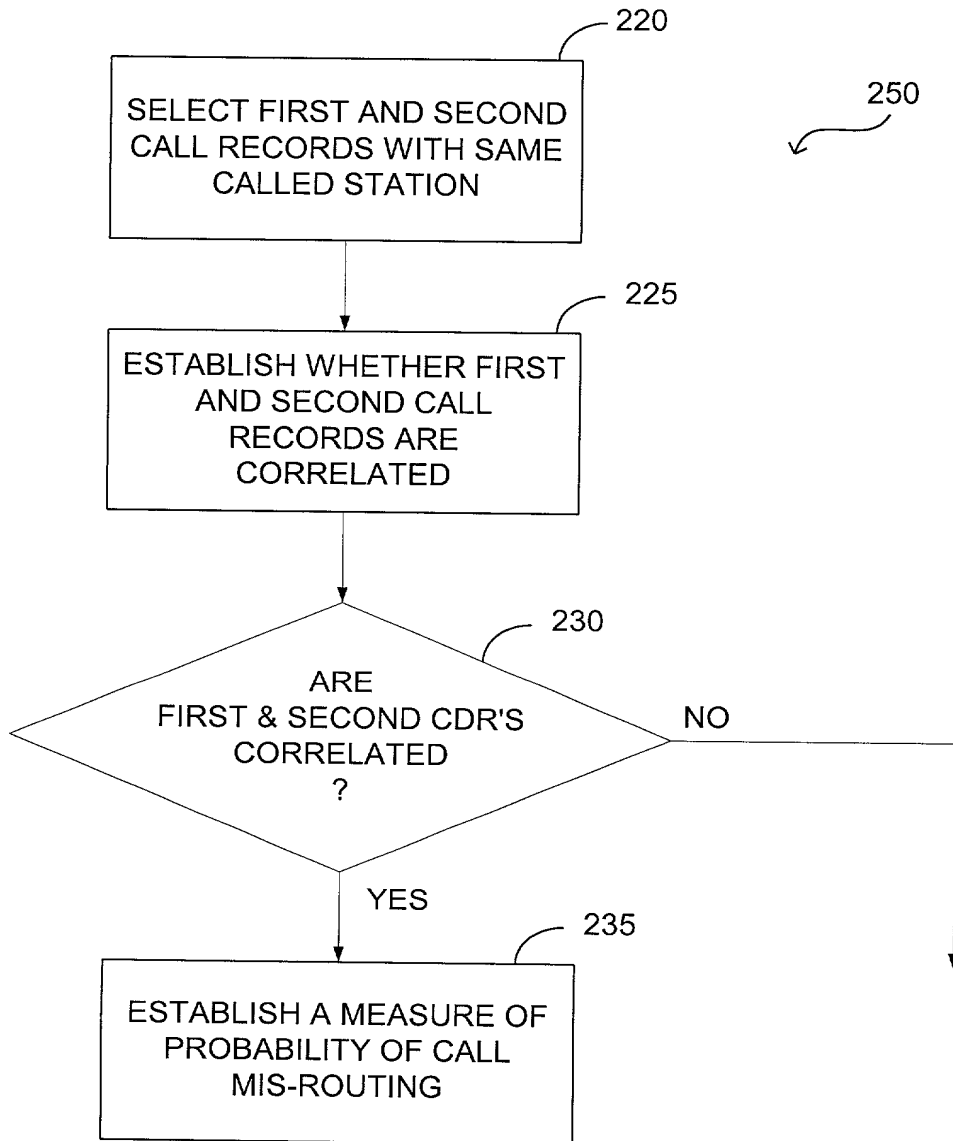 220
250
SELECT FIRST AND SECOND
CALL RECORDS WITH SAME
CALLED STATION
225
ESTABLISH WHETHER FIRST
AND SECOND CALL
RECORDS ARE
CORRELATED
230
ARE
FIRST & SECOND CDR'S
CORRELATED
?
NO
YES
235
ESTABLISH A MEASURE OF
PROBABILITY OF CALL
MIS-ROUTING